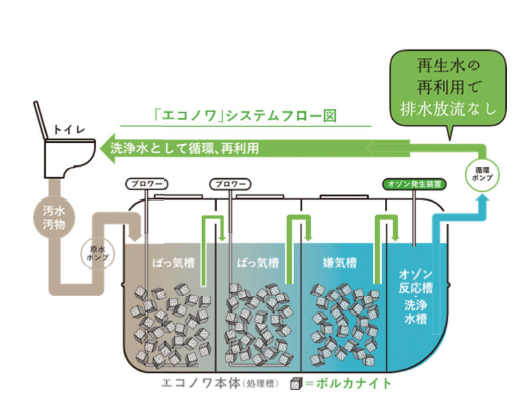 再生水の
再利用で
排水放流なし
「エコノワ」システムフロー図
トイレ
洗浄水として循環、再利用
循環
ポンプ
ブロワー
ブロワー
オゾン発生装置
汚水
汚物
原水
ポンプ
ばっ気槽
ばっ気槽
嫌気槽
オゾン
反応槽
・
洗浄
水槽
エコノワ本体（処理槽）
＝ボルカナイト